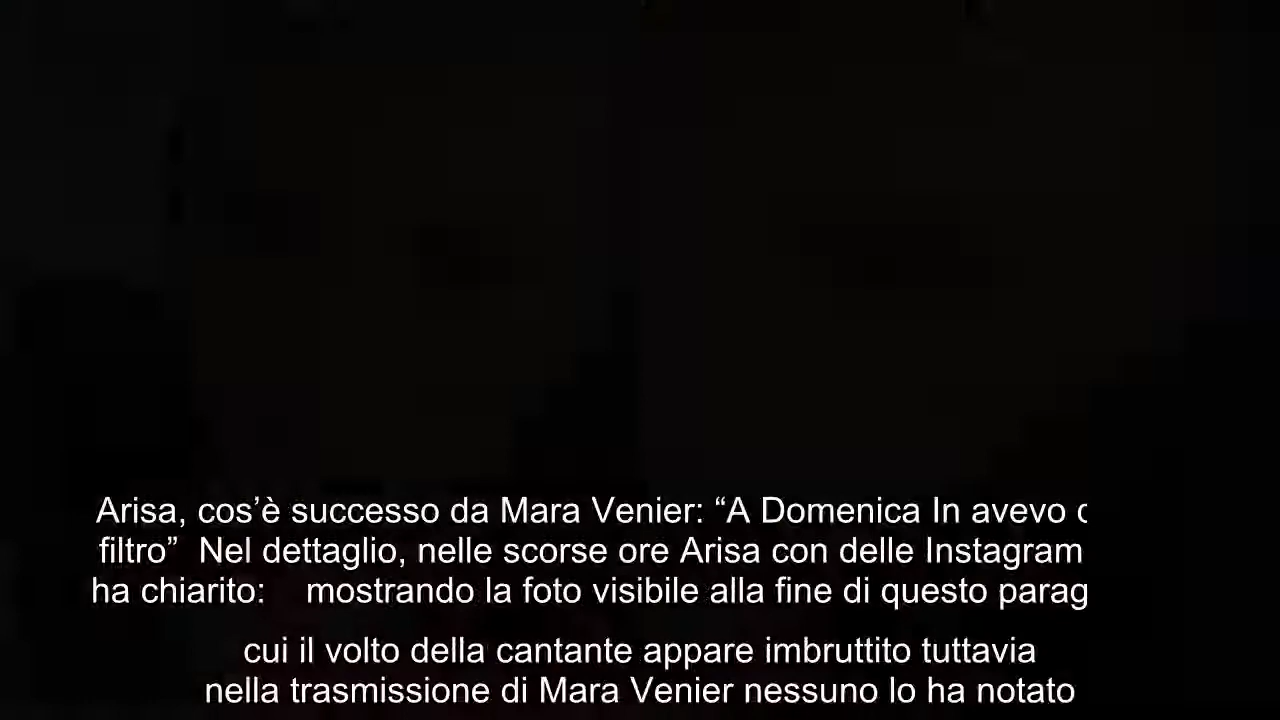 Arisa, cos’è successo da Mara Venier: “A Domenica In avevo
filtro” Nel dettaglio, nelle scorse ore Arisa con delle Instagram
ha chiarito: mostrando la foto visibile alla fine di questo
cui il volto della cantante appare imbruttito tuttavia
nella trasmissione di Mara Venier nessuno lo ha notato